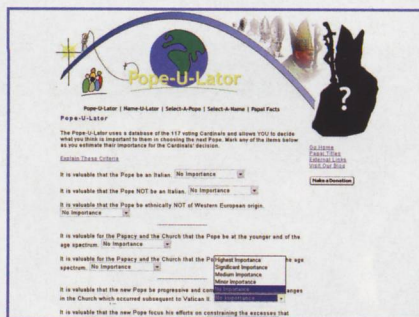 Pope-U-Lator
Pope-U-Lator | Name-U-Lator | Select-A-Pope | Select-A-Name | Papal Facts
Pope-U-Lator
The Pope-U-Lator uses a database of the 117 voting Cardinals and allows YOU to decide
what you think is important to them in choosing the next Pope. Mark any of the items below
as you estimate their importance for the Cardinals' decision.
Explain These Criteria
It is valuable that the Pope be an Italian. No Importance
It is valuable that the Pope NOT be an Italian. No Importance
It is valuable that the Pope be ethnically NOT of Western European origin.
No Importance
It is valuable for the Papacy and the Church that the Pope be at the younger end of the
age spectrum. No Importance
It is valuable for the Papacy and the Church that the Po
age
spectrum. No Importance
Highest Importance
Significant Importance
Medium Importance
Minor Importance
No Importance
It is valuable that the new Pope be progressive and com
anges
in the Church which occurred subsequent to Vatican II. No Importance
It is valuable that the new Pope focus his efforts on constraining the excesses that
?
Go Home
Papal Titles
External Links
Visit Our Blog
Make a Donation